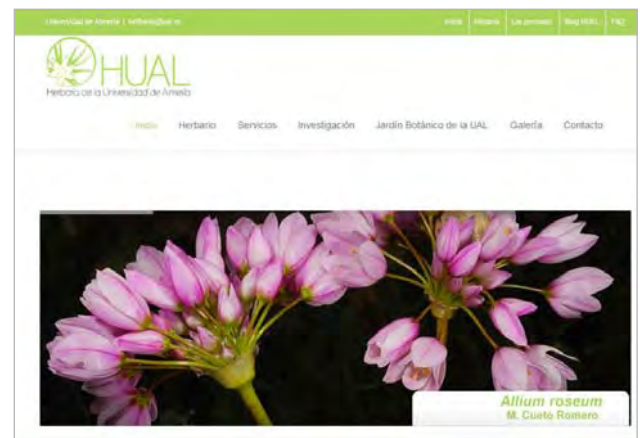 Universidad de Almería | herbario@ual.es
Inicio Historia Las personas Blog HUAL FAQ
HUAL
Herbario de la Universidad de Almería
Inicio Herbario Servicios Investigación Jardín Botánico de la UAL Galería Contacto
Allium roseum
M. Cueto Romero